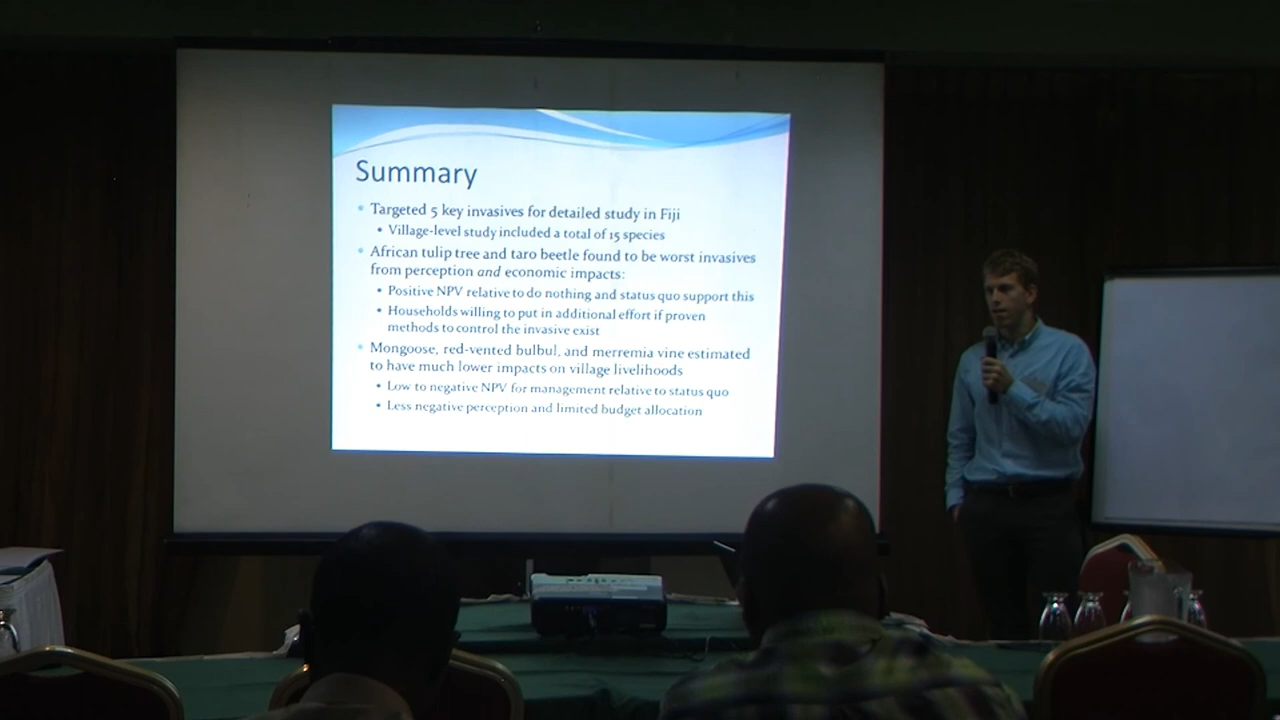 Summary
Targeted 5 key invasives for detailed study in Fiji
Village-level study included a total of 15 species
African tulip tree and taro beetle found to be worst invasives
from perception and economic impacts:
Positive NPV relative to do nothing and status quo support this
Households willing to put in additional effort if proven
methods to control the invasive exist
Mongoose, red-vented bulbul, and merremia vine estimated
to have much lower impacts on village livelihoods
Low to negative NPV for management relative to status quo
Less negative perception and limited budget allocation